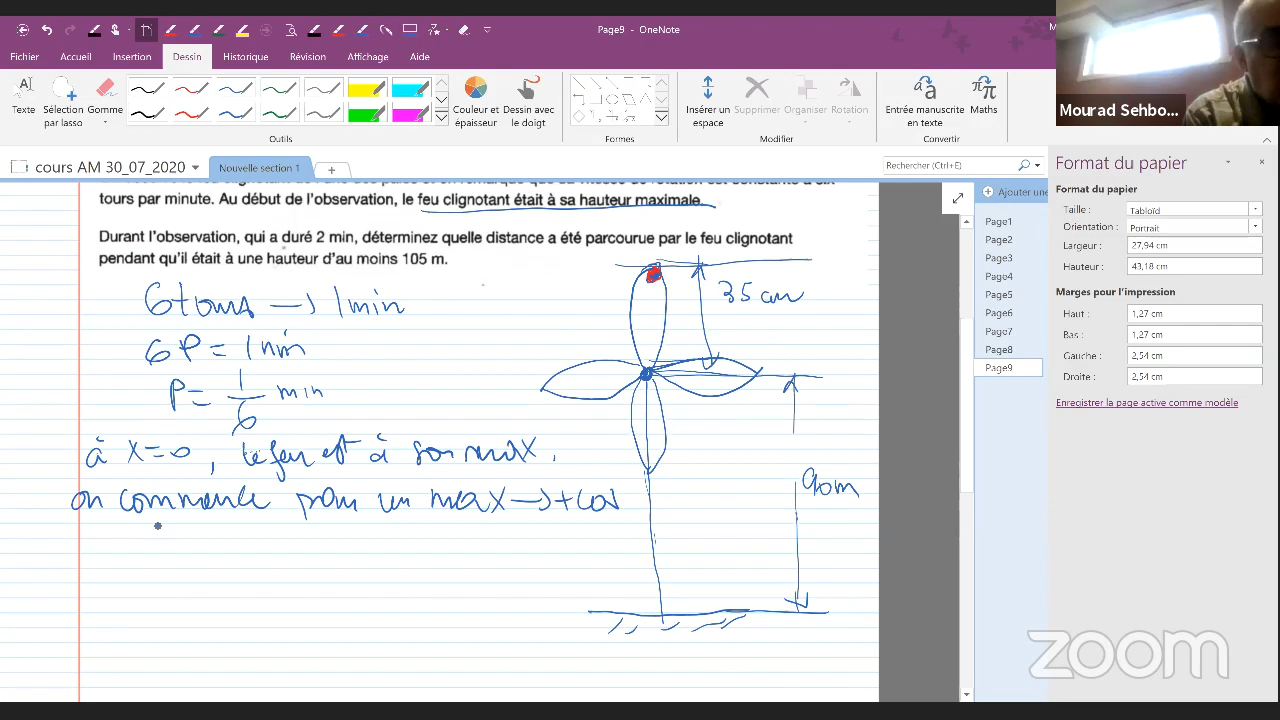 Page9 - OneNote
Fichier Accueil Insertion Dessin Historique Révision Affichage Aide
Texte Sélection par lasso Gomme Couleur et épaisseur Dessin avec le doigt Insérer un espace Supprimer Organiser Rotation Entrée manuscrite en texte Maths
Outils Formes Modifier Convertir
Mourad Sehbo...
cours AM 30_07_2020 Nouvelle section 1 Rechercher (Ctrl+E)
tours par minute. Au début de l'observation, le feu clignotant était à sa hauteur maximale.
Durant l'observation, qui a duré 2 min, déterminez quelle distance a été parcourue par le feu clignotant
pendant qu'il était à une hauteur d'au moins 105 m.
6 tours → 1 min
6P = 1 min
P = 1/6 min
à x=0, le feu est à son max.
on commence pour un max → + cos
35 cm
90m
Ajouter une
Page1
Page2
Page3
Page4
Page5
Page6
Page7
Page8
Page9
Format du papier
Format du papier
Taille : Tabloïd
Orientation : Portrait
Largeur : 27,94 cm
Hauteur : 43,18 cm
Marges pour l'impression
Haut : 1,27 cm
Bas : 1,27 cm
Gauche : 2,54 cm
Droite : 2,54 cm
Enregistrer la page active comme modèle
zoom